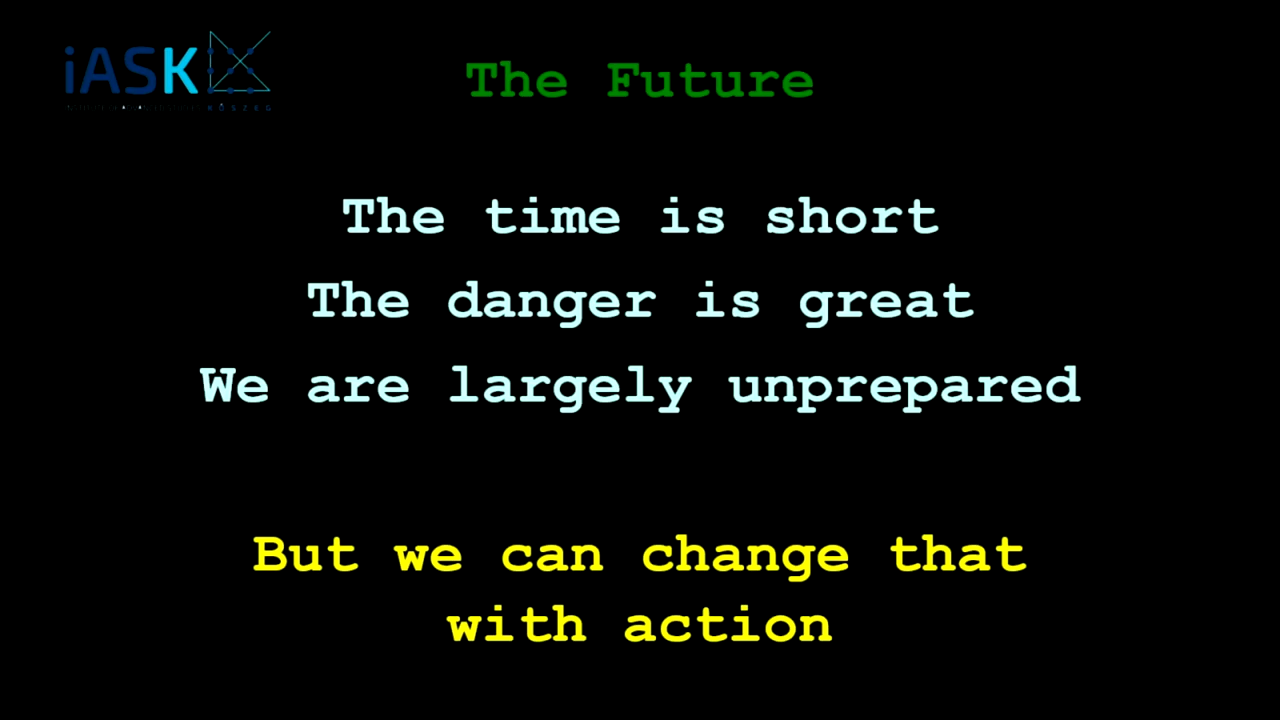 iASK
KŐSZEG
The Future
The time is short
The danger is great
We are largely unprepared
But we can change that
with action